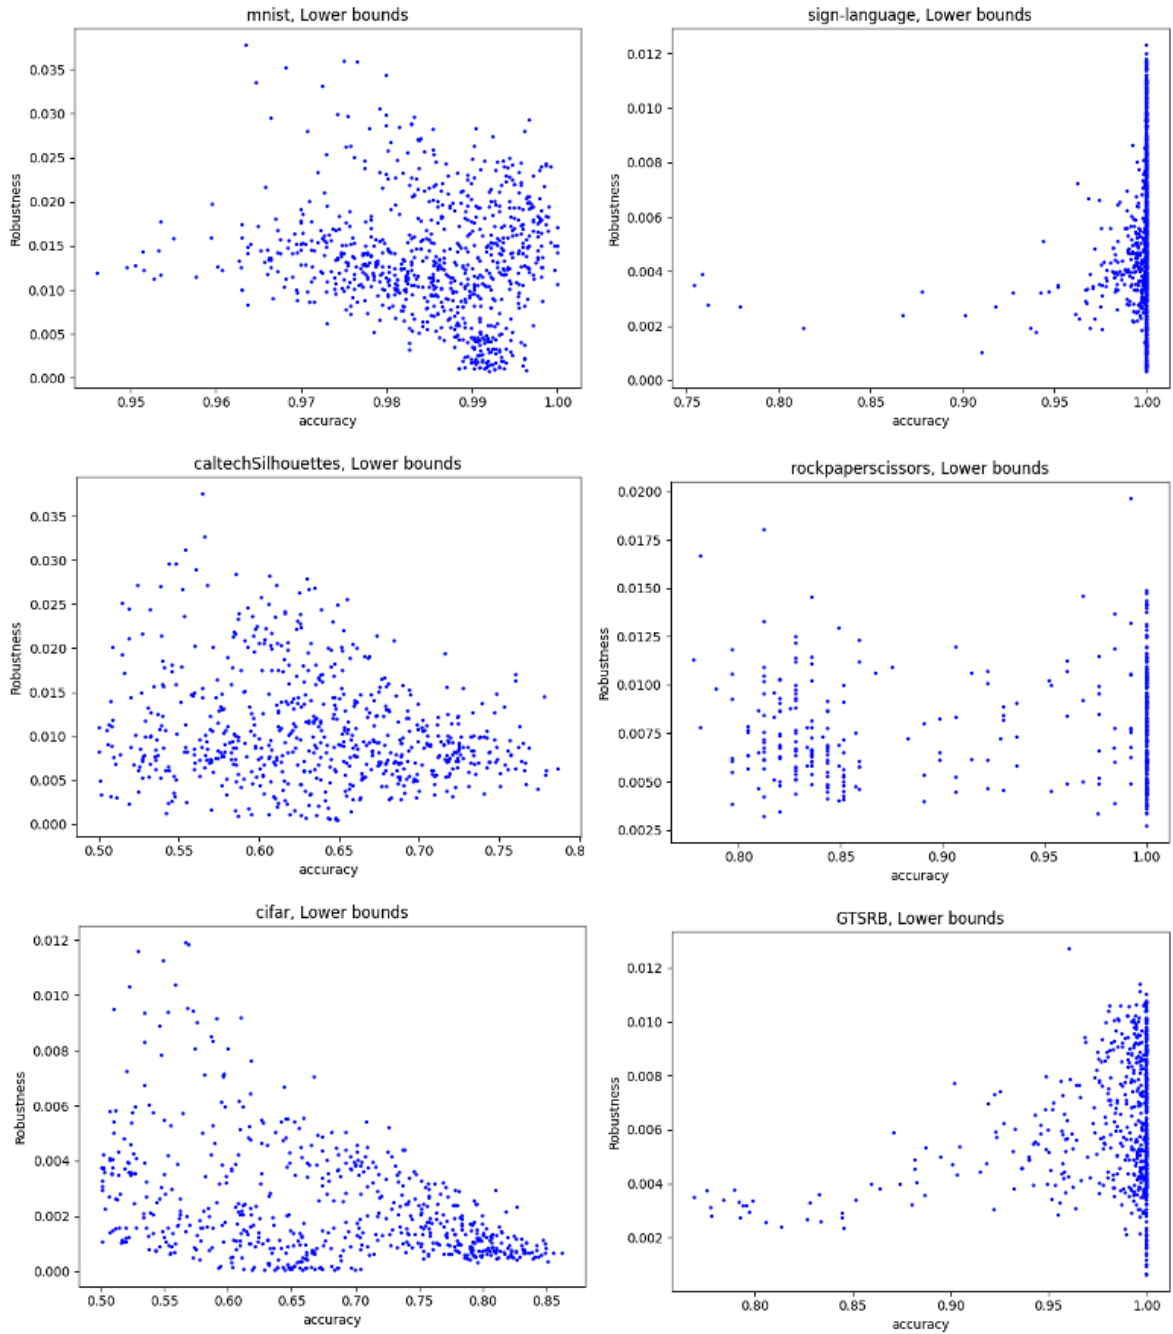 mnist, Lower bounds
0.035
0.030
0.025
0.020
0.015
0.010
0.005
0.000
Robustness
0.95 0.96 0.97 0.98 0.99 1.00
accuracy
sign-language, Lower bounds
0.012
0.010
0.008
0.006
0.004
0.002
0.000
Robustness
0.75 0.80 0.85 0.90 0.95 1.00
accuracy
caltechSilhouettes, Lower bounds
0.035
0.030
0.025
0.020
0.015
0.010
0.005
0.000
Robustness
0.50 0.55 0.60 0.65 0.70 0.75 0.8
accuracy
rockpaperscissors, Lower bounds
0.0200
0.0175
0.0150
0.0125
0.0100
0.0075
0.0050
0.0025
Robustness
0.80 0.85 0.90 0.95 1.00
accuracy
cifar, Lower bounds
0.012
0.010
0.008
0.006
0.004
0.002
0.000
Robustness
0.50 0.55 0.60 0.65 0.70 0.75 0.80 0.85
accuracy
GTSRB, Lower bounds
0.012
0.010
0.008
0.006
0.004
0.002
Robustness
0.80 0.85 0.90 0.95 1.00
accuracy